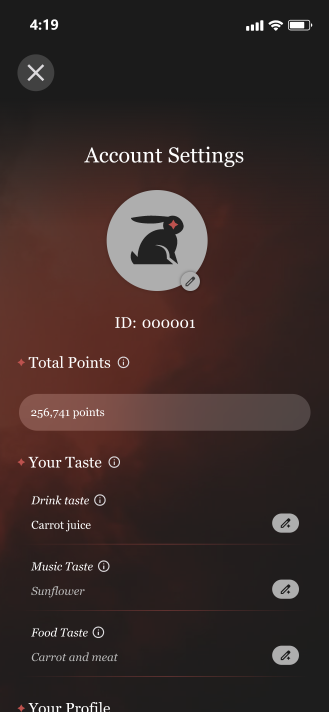 4:19
Account Settings
ID: 000001
Total Points
256,741 points
Your Taste
Drink taste
Carrot juice
Music Taste
Sunflower
Food Taste
Carrot and meat
Your Profile